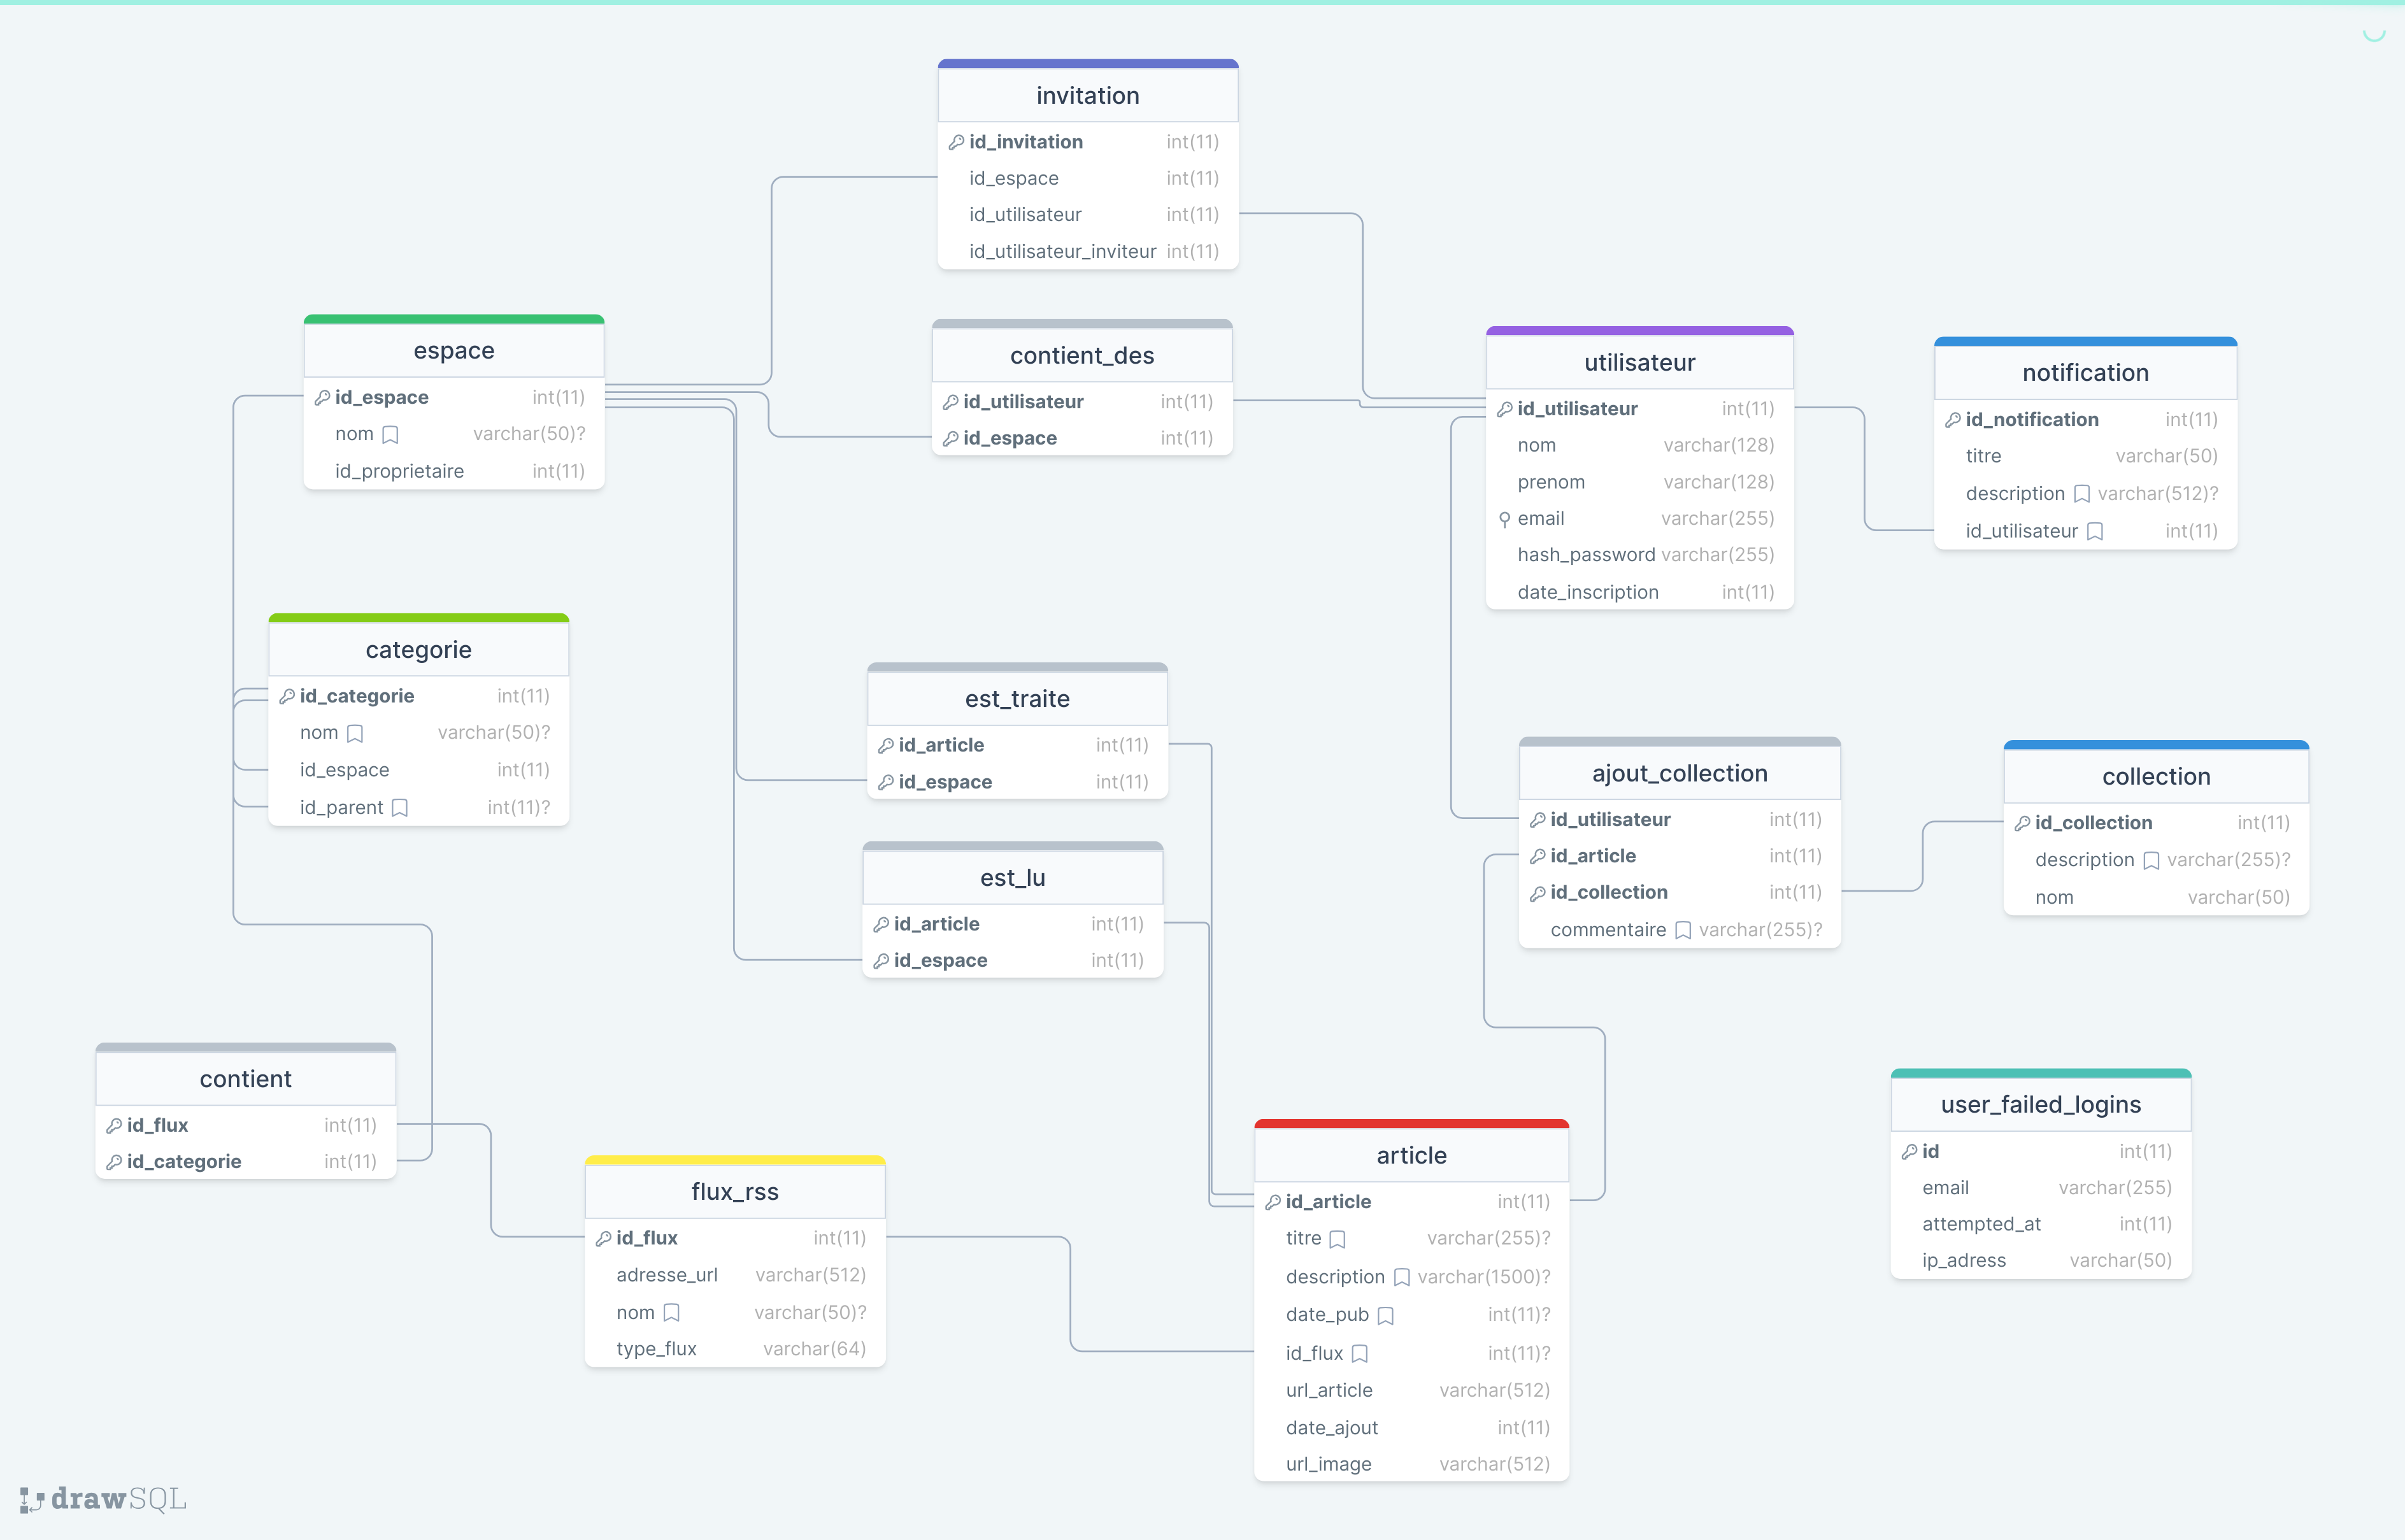 invitation
id_invitation int(11)
id_espace int(11)
id_utilisateur int(11)
id_utilisateur_inviteur int(11)
espace
id_espace int(11)
nom varchar(50)?
id_proprietaire int(11)
contient_des
id_utilisateur int(11)
id_espace int(11)
utilisateur
id_utilisateur int(11)
nom varchar(128)
prenom varchar(128)
email varchar(255)
hash_password varchar(255)
date_inscription int(11)
notification
id_notification int(11)
titre varchar(50)
description varchar(512)?
id_utilisateur int(11)
categorie
id_categorie int(11)
nom varchar(50)?
id_espace int(11)
id_parent int(11)?
est_traite
id_article int(11)
id_espace int(11)
est_lu
id_article int(11)
id_espace int(11)
ajout_collection
id_utilisateur int(11)
id_article int(11)
id_collection int(11)
commentaire varchar(255)?
collection
id_collection int(11)
description varchar(255)?
nom varchar(50)
contient
id_flux int(11)
id_categorie int(11)
flux_rss
id_flux int(11)
adresse_url varchar(512)
nom varchar(50)?
type_flux varchar(64)
article
id_article int(11)
titre varchar(255)?
description varchar(1500)?
date_pub int(11)?
id_flux int(11)?
url_article varchar(512)
date_ajout int(11)
url_image varchar(512)
user_failed_logins
id int(11)
email varchar(255)
attempted_at int(11)
ip_adress varchar(50)
drawSQL